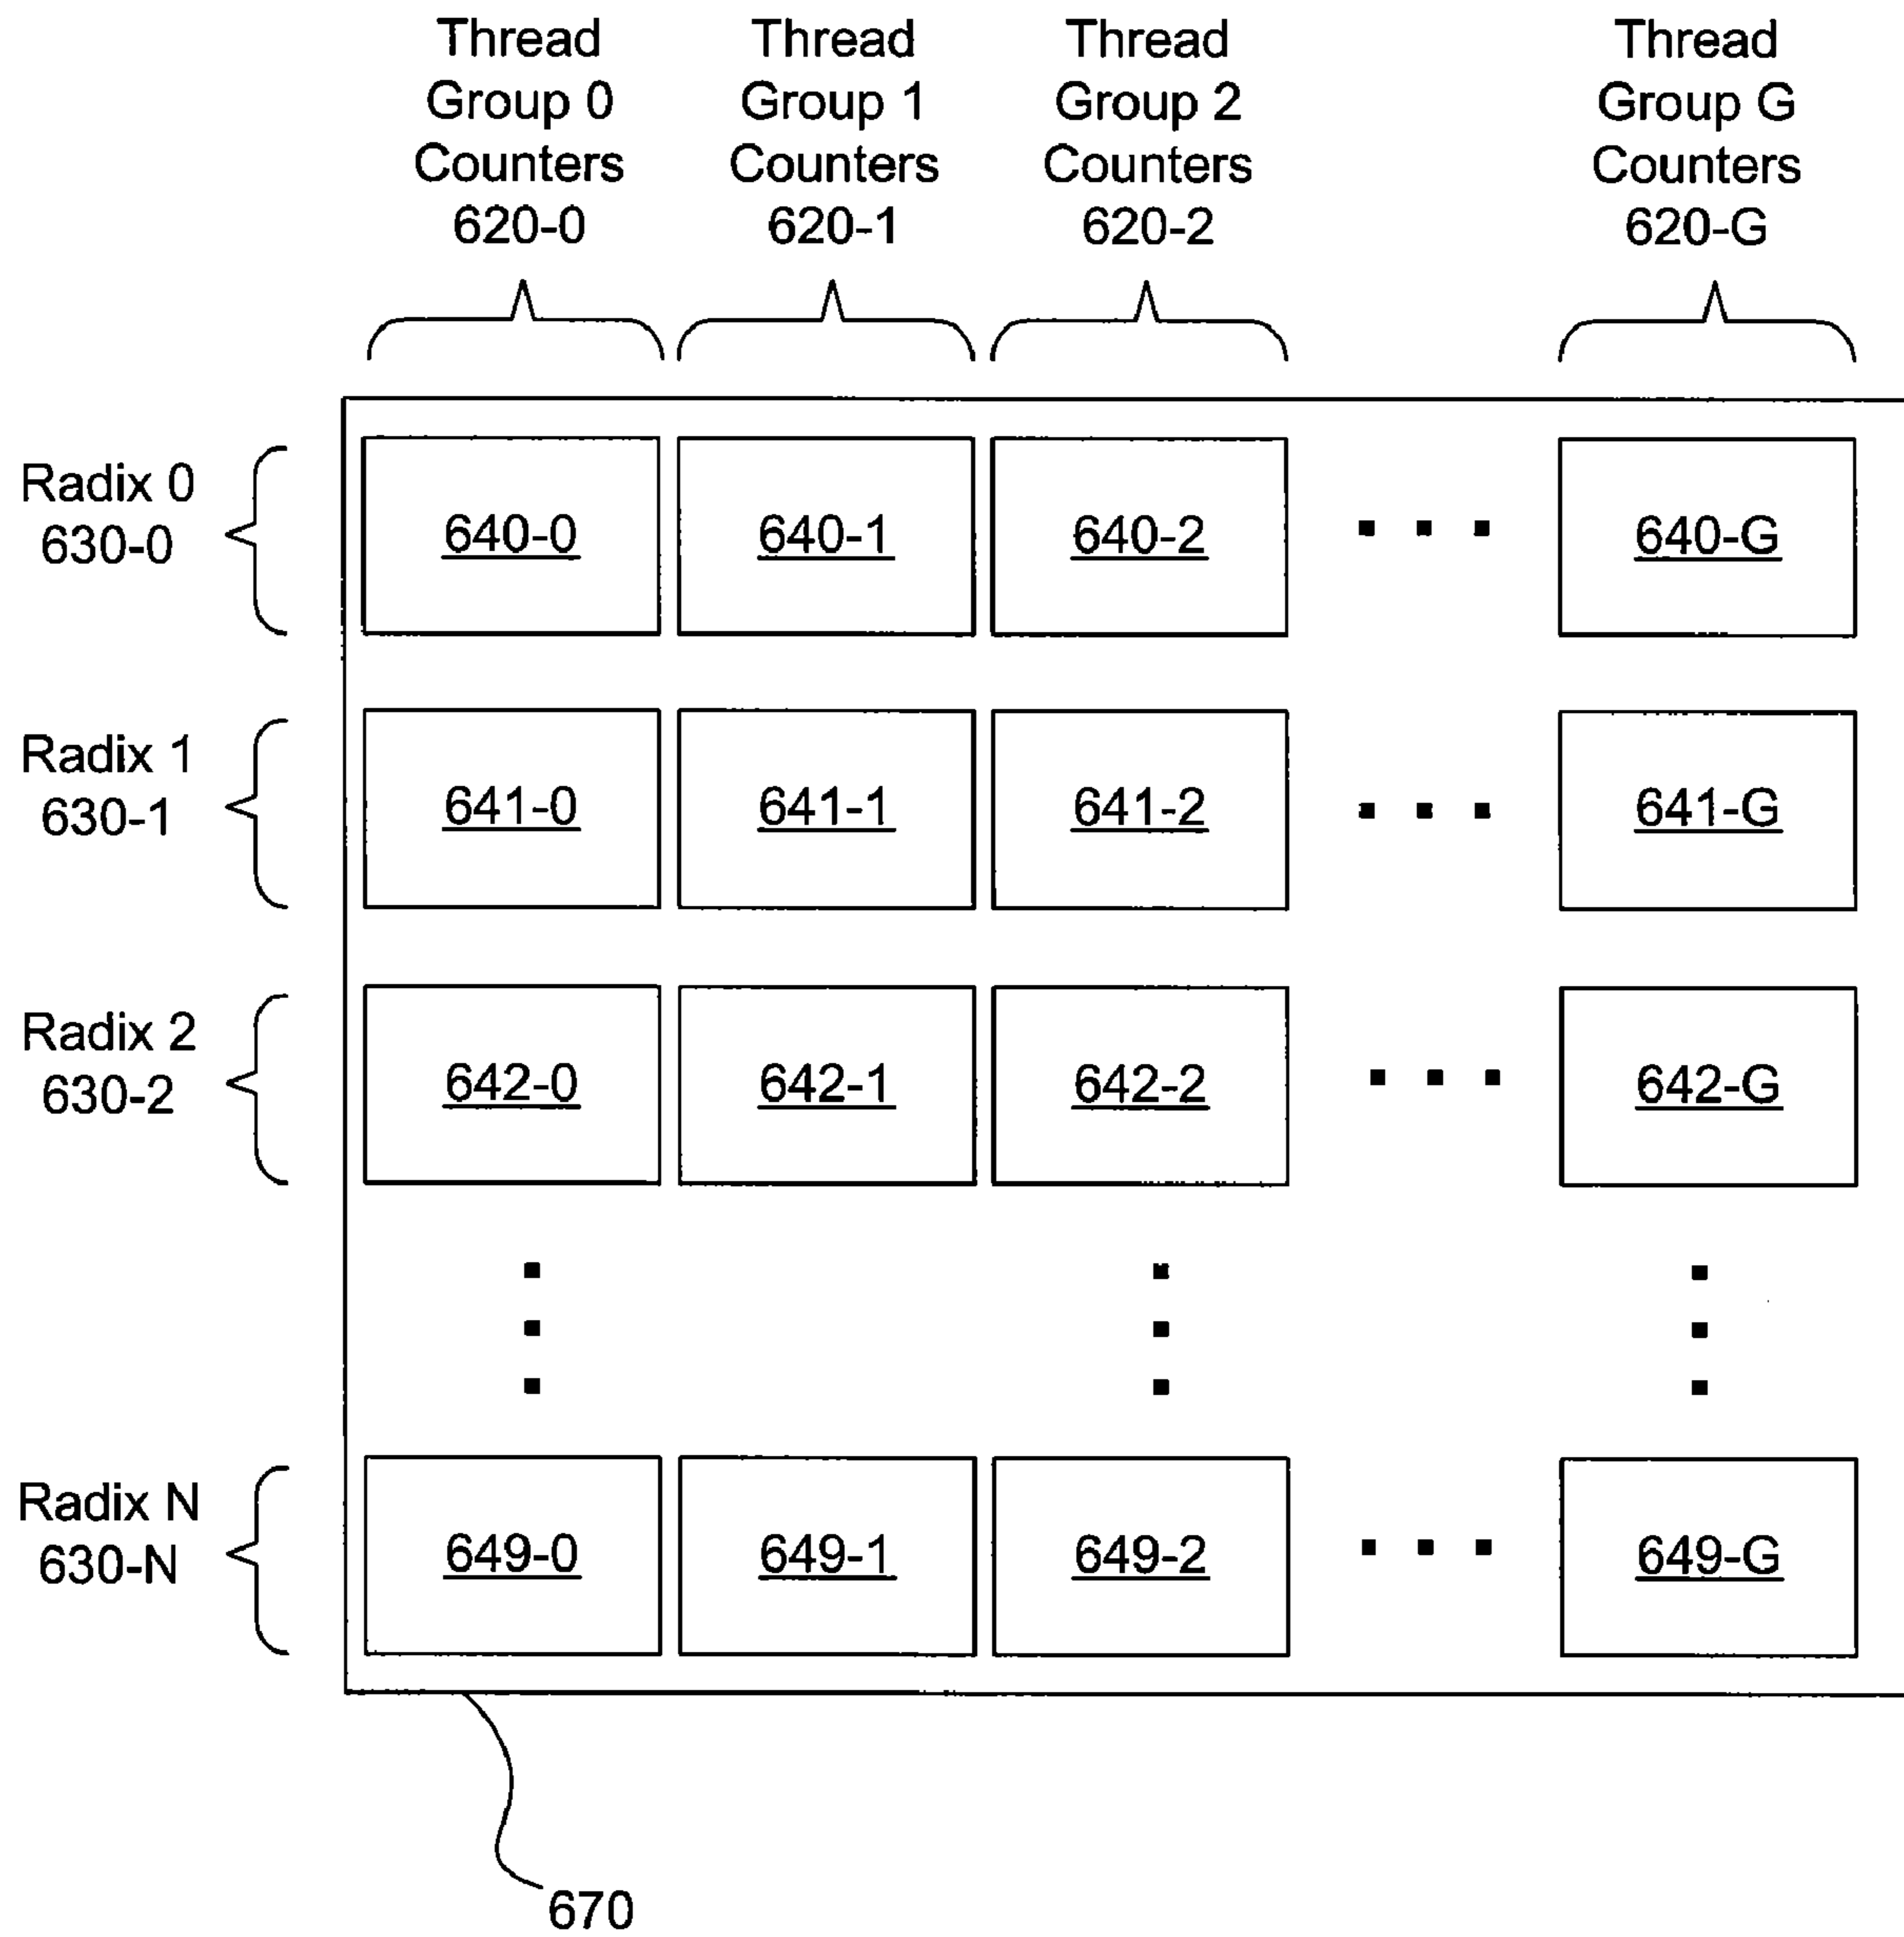 Thread Group 0 Counters 620-0
Thread Group 1 Counters 620-1
Thread Group 2 Counters 620-2
Thread Group G Counters 620-G
Radix 0 630-0
640-0 640-1 640-2 640-G
Radix 1 630-1
641-0 641-1 641-2 641-G
Radix 2 630-2
642-0 642-1 642-2 642-G
Radix N 630-N
649-0 649-1 649-2 649-G
670